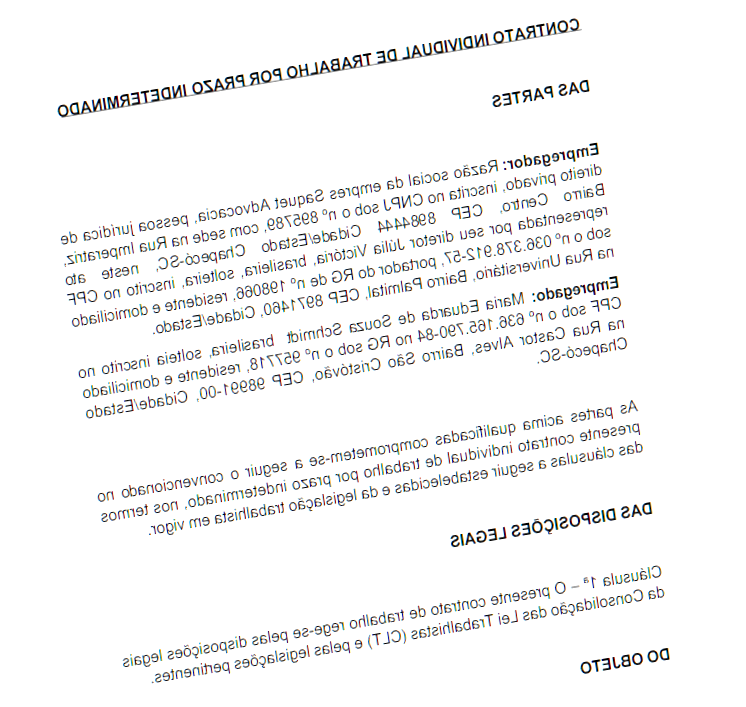 CONTRATO INDIVIDUAL DE TRABALHO POR PRAZO INDETERMINADO
DAS PARTES
Empregador: Razão social da empres Saquet Advocacia, pessoa jurídica de
direito privado, inscrita no CNPJ sob o nº 895789, com sede na Rua Imperatriz,
Bairro Centro, CEP 8984444 Cidade/Estado Chapecó-SC, neste ato
representada por seu diretor Júlia Victória, brasileira, solteira, inscrito no CPF
sob o nº 036.378.912-57, portador do RG de nº 198066, residente e domiciliado
na Rua Universitário, Bairro Palmital, CEP 8971460, Cidade/Estado.
Empregado: Maria Eduarda de Souza Schmidt brasileira, solteia inscrito no
CPF sob o nº 636.165.790-84 no RG sob o nº 957718, residente e domiciliado
na Rua Castor Alves, Bairro São Cristóvão, CEP 98991-00, Cidade/Estado
Chapecó-SC.
As partes acima qualificadas comprometem-se a seguir o convencionado no
presente contrato individual de trabalho por prazo indeterminado, nos termos
das cláusulas a seguir estabelecidas e da legislação trabalhista em vigor.
DAS DISPOSIÇÕES LEGAIS
Cláusula 1ª – O presente contrato de trabalho rege-se pelas disposições legais
da Consolidação das Lei Trabalhistas (CLT) e pelas legislações pertinentes.
DO OBJETO